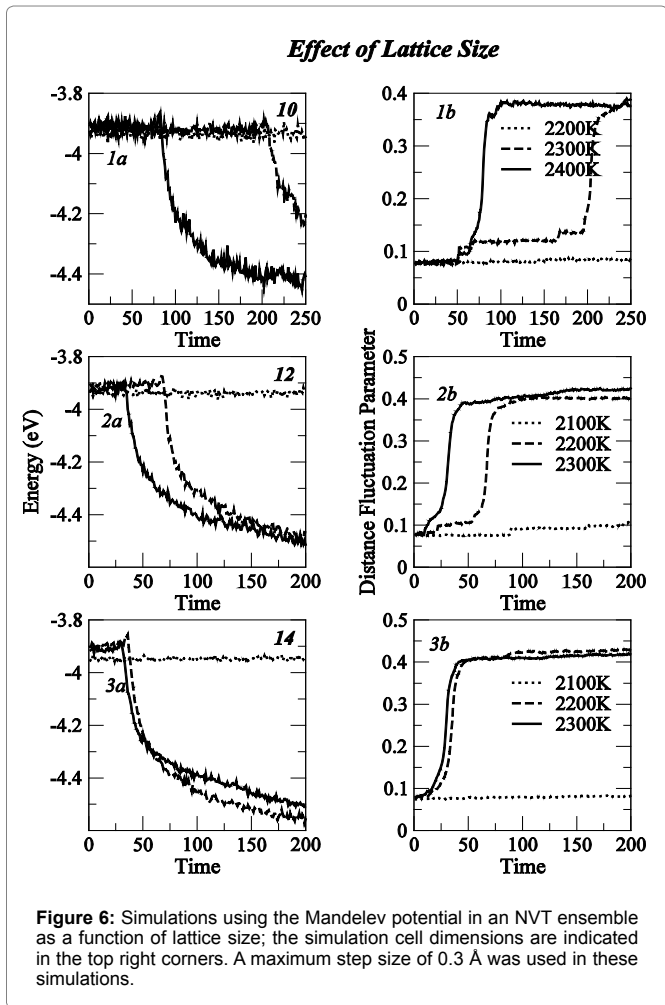 Effect of Lattice Size
-3.8
-4
-4.2
-4.4
10
1a
0 50 100 150 200 250
Time
0.4
0.3
0.2
0.1
0
1b
2200K
2300K
2400K
0 50 100 150 200 250
Time
Energy (eV)
-3.8
-4
-4.2
-4.4
12
2a
0 50 100 150 200
Time
Distance Fluctuation Parameter
0.5
0.4
0.3
0.2
0.1
0
2b
2100K
2200K
2300K
0 50 100 150 200
Time
-3.8
-4
-4.2
-4.4
14
3a
0 50 100 150 200
Time
0.5
0.4
0.3
0.2
0.1
0
3b
2100K
2200K
2300K
0 50 100 150 200
Time
Figure 6: Simulations using the Mandelev potential in an NVT ensemble
as a function of lattice size; the simulation cell dimensions are indicated
in the top right corners. A maximum step size of 0.3 Å was used in these
simulations.